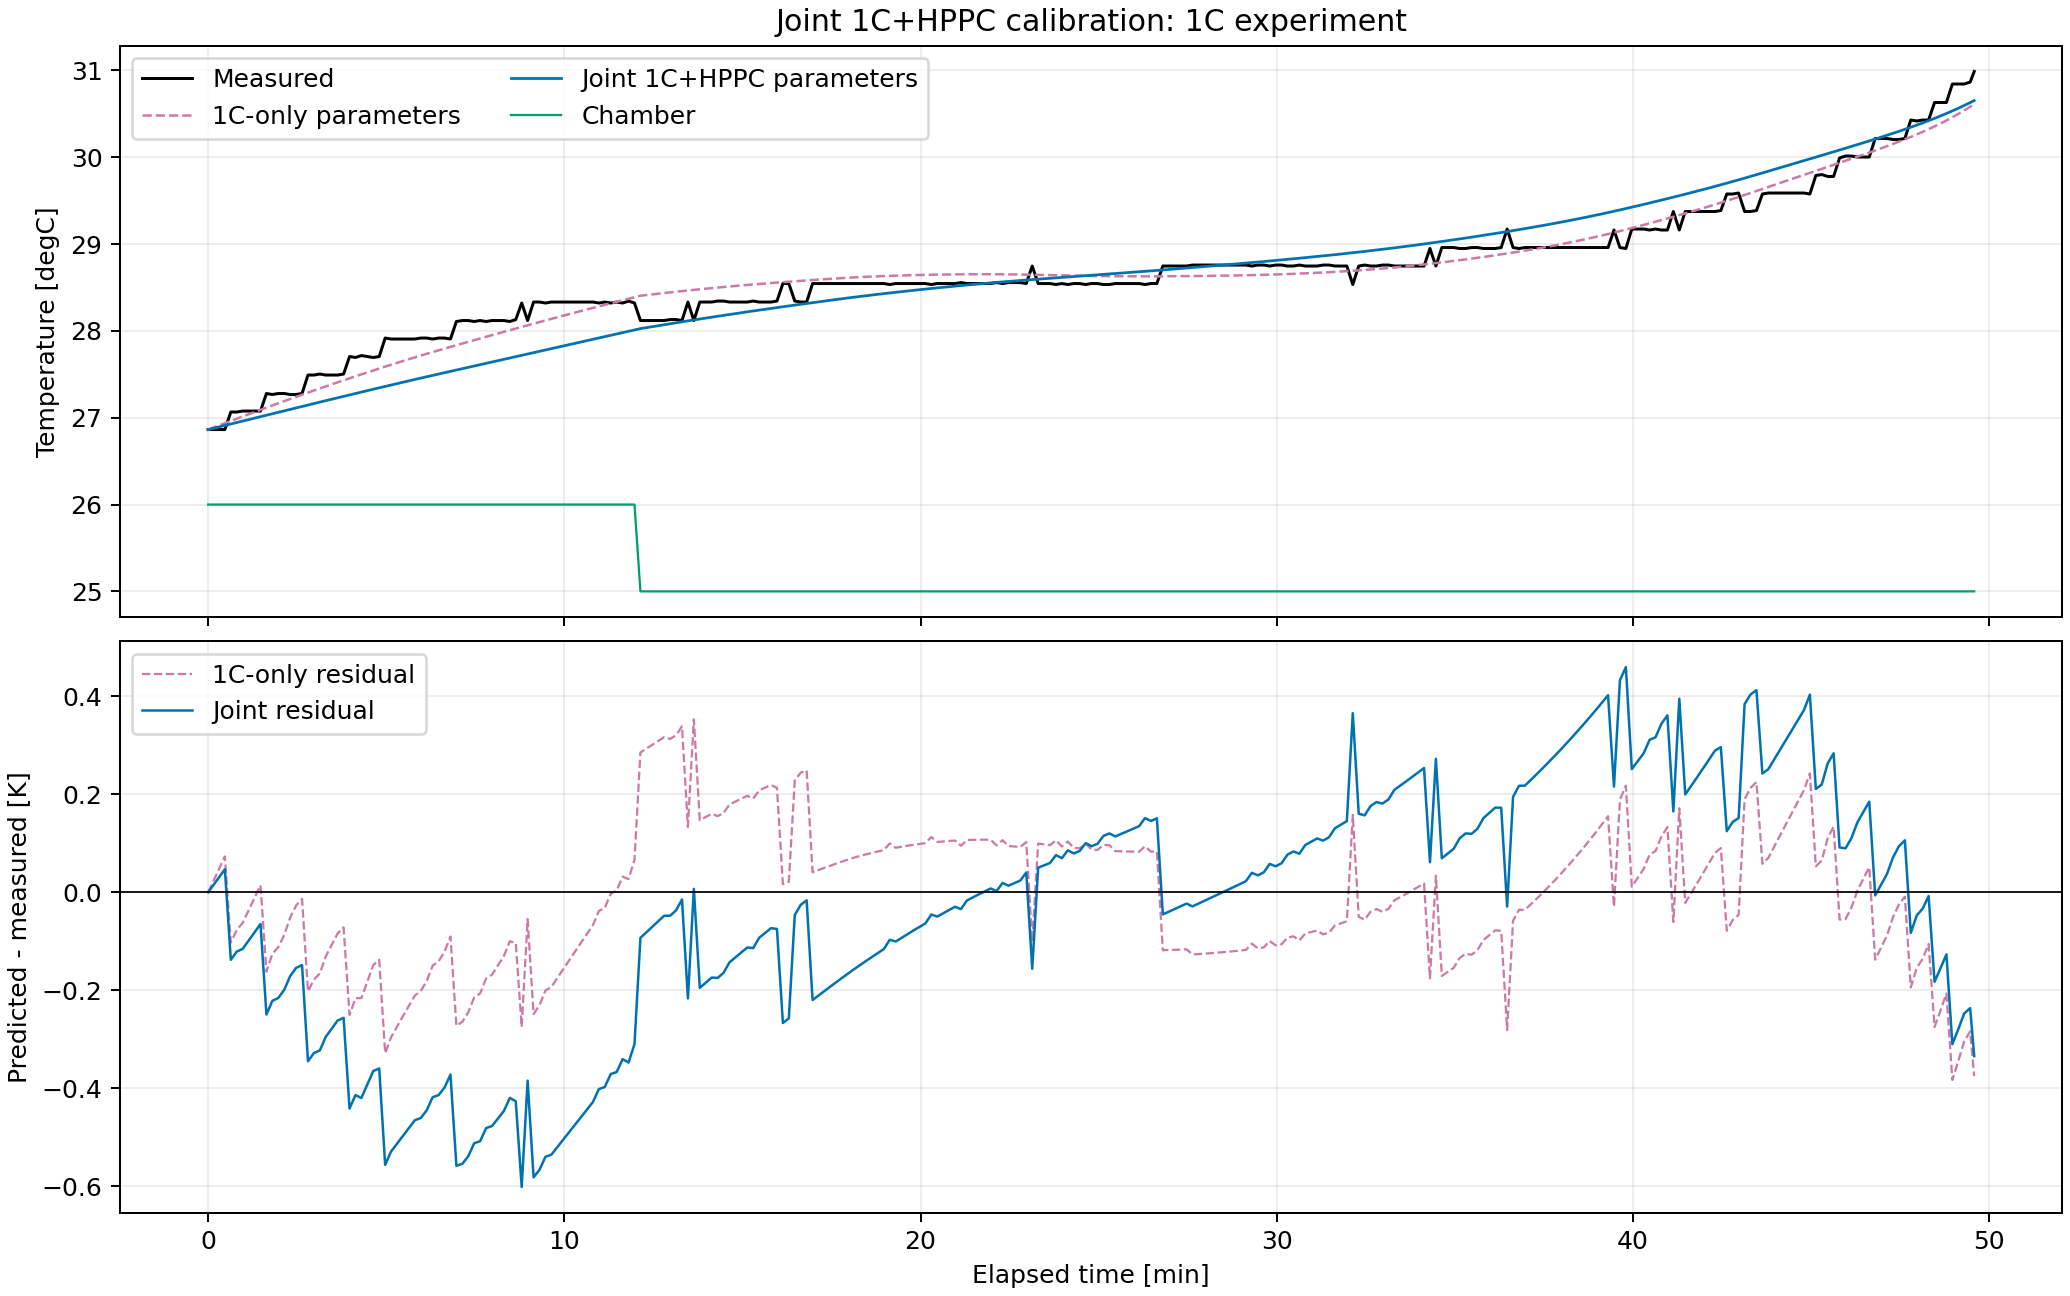 Joint 1C+HPPC calibration: 1C experiment
Measured
1C-only parameters
Joint 1C+HPPC parameters
Chamber
Temperature [degC]
31
30
29
28
27
26
25
1C-only residual
Joint residual
Predicted - measured [K]
0.4
0.2
0.0
−0.2
−0.4
−0.6
0 10 20 30 40 50
Elapsed time [min]